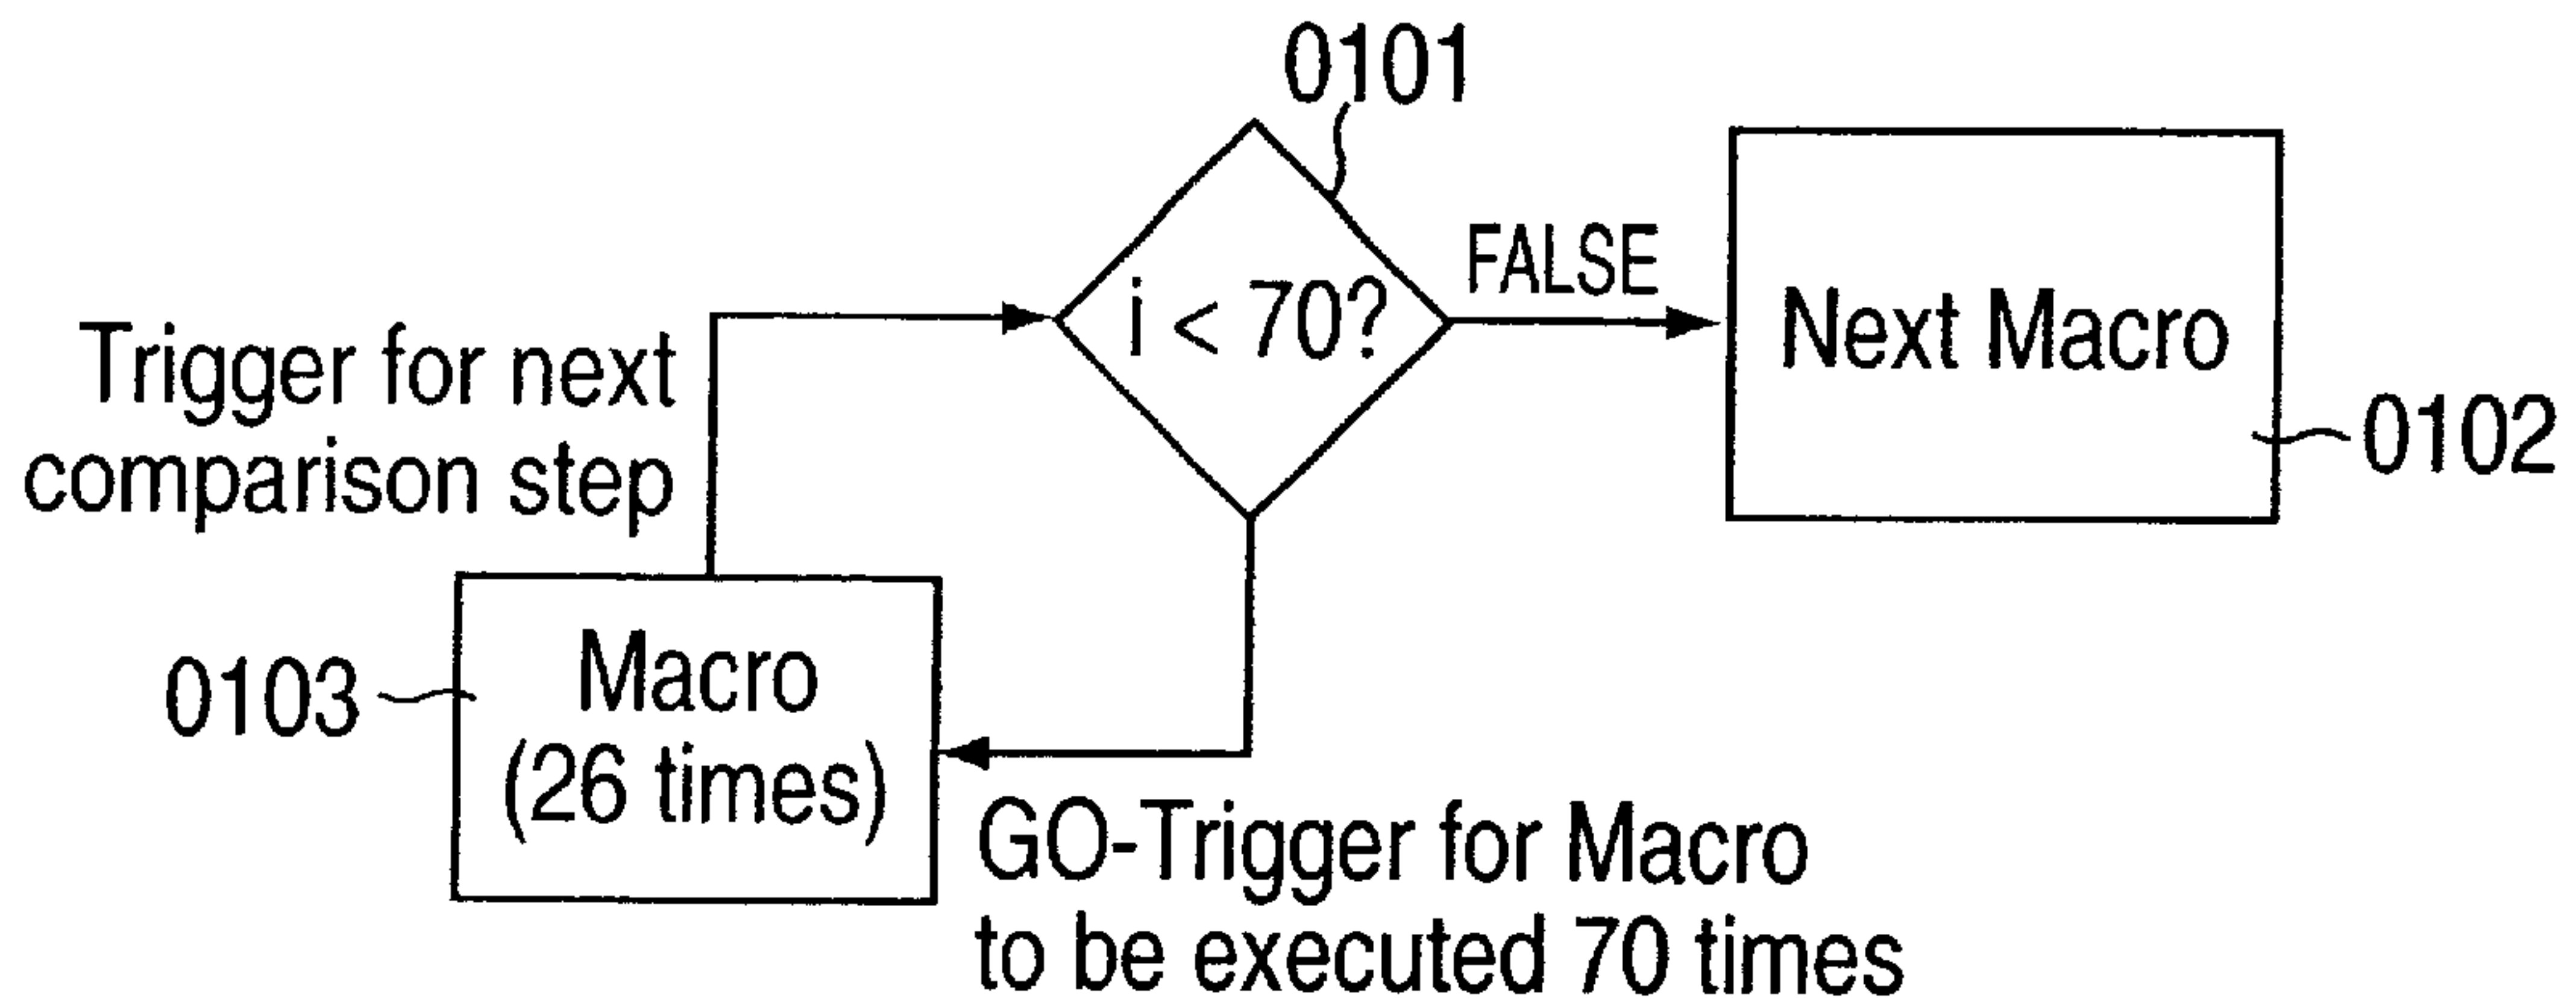 0101
FALSE
i < 70?
Next Macro
0102
Trigger for next
comparison step
0103
Macro
(26 times)
GO-Trigger for Macro
to be executed 70 times